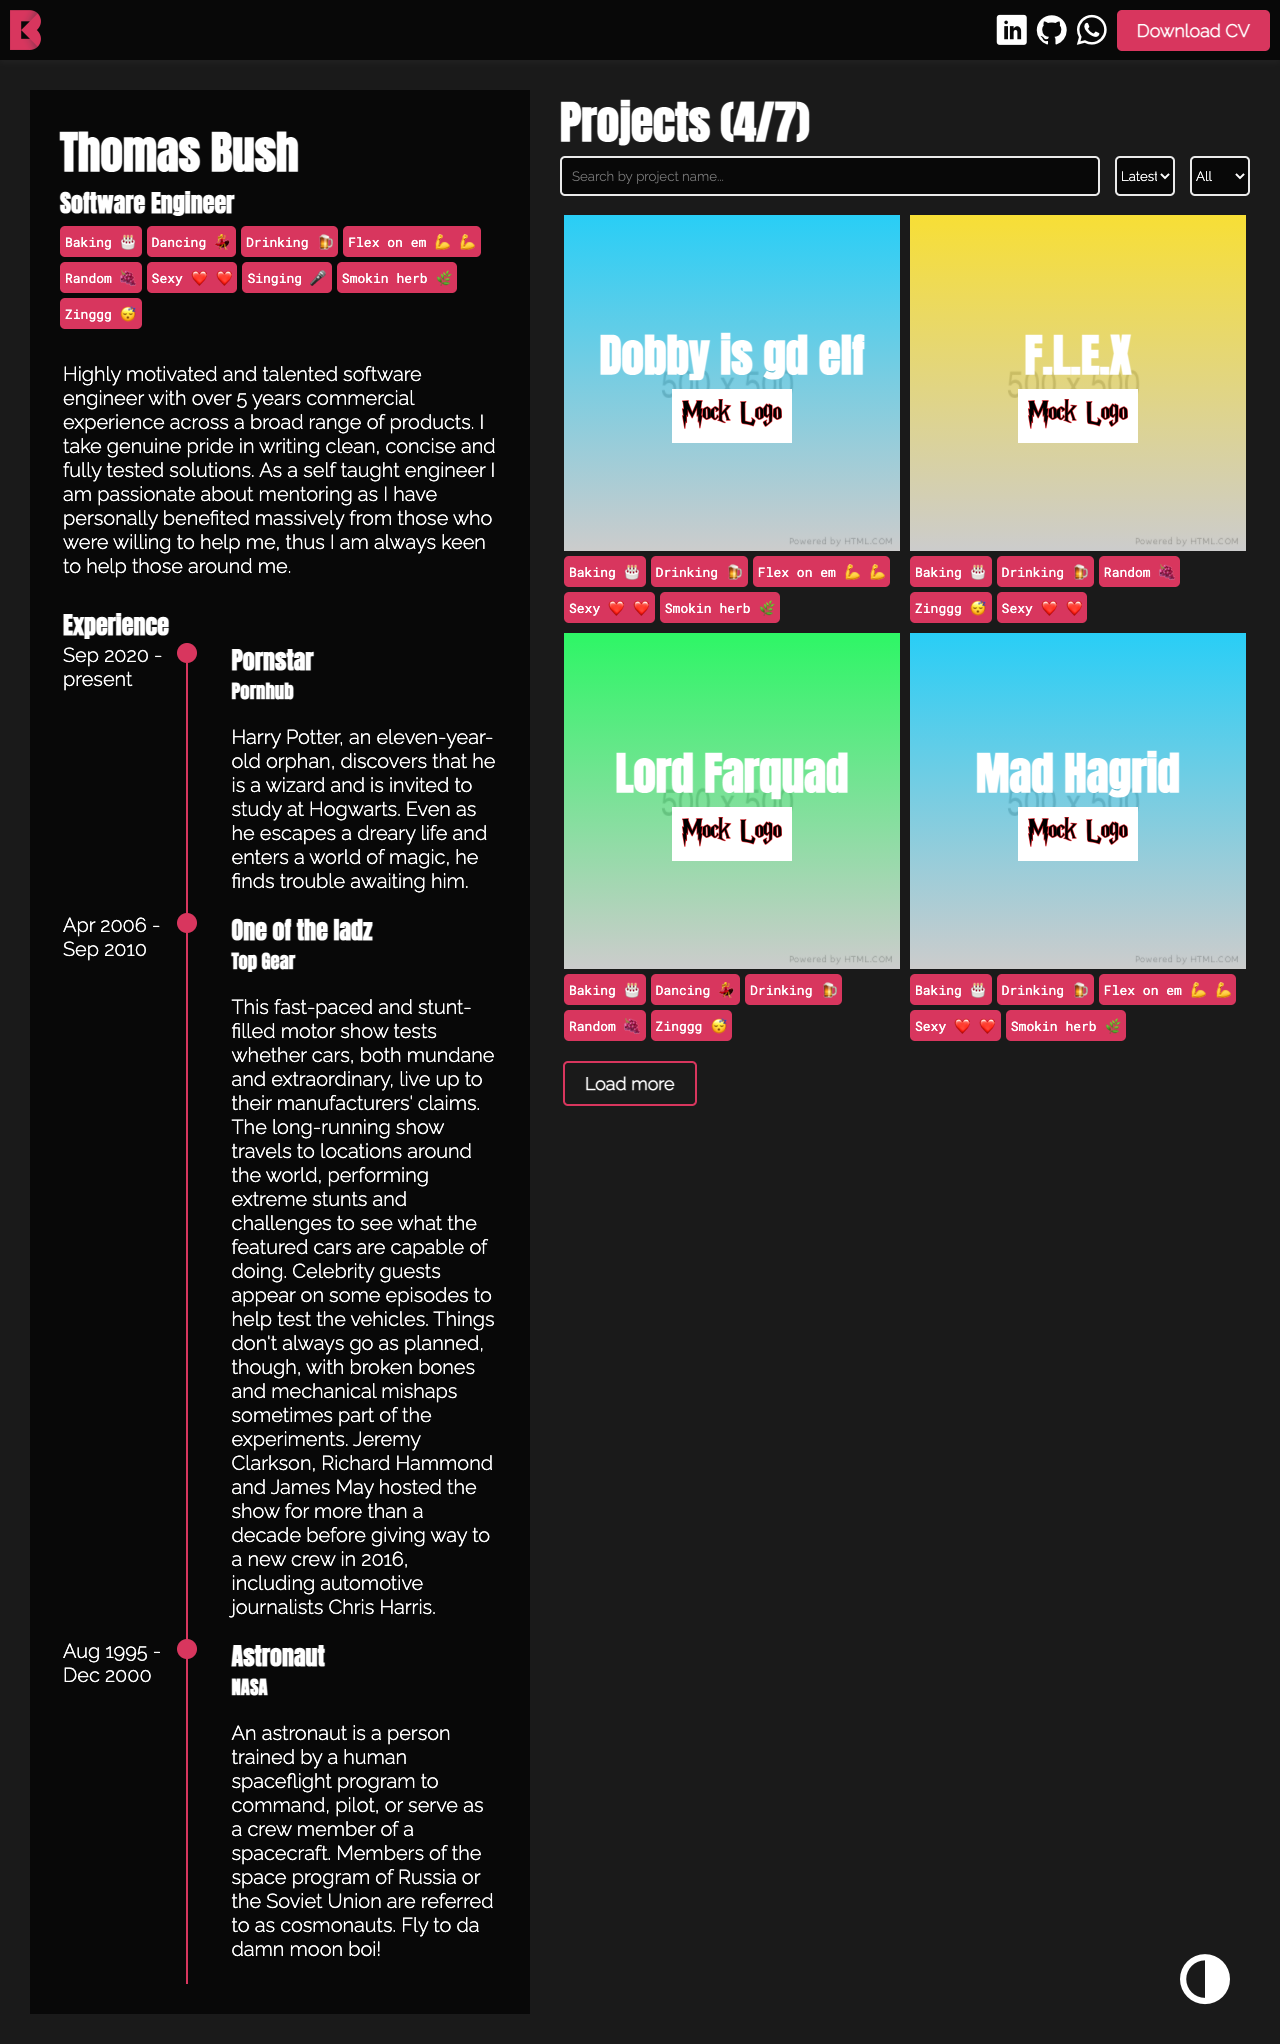 Download CV
Thomas Bush
Software Engineer
Baking 🎂 Dancing 💃 Drinking 🍺 Flex on em 💪 💪
Random 🍇 Sexy ❤️ ❤️ Singing 🎤 Smokin herb 🌿
Zinggg 😴
Highly motivated and talented software
engineer with over 5 years commercial
experience across a broad range of products. I
take genuine pride in writing clean, concise and
fully tested solutions. As a self taught engineer I
am passionate about mentoring as I have
personally benefited massively from those who
were willing to help me, thus I am always keen
to help those around me.
Experience
Sep 2020 -
present
Pornstar
Pornhub
Harry Potter, an eleven-year-
old orphan, discovers that he
is a wizard and is invited to
study at Hogwarts. Even as
he escapes a dreary life and
enters a world of magic, he
finds trouble awaiting him.
Apr 2006 -
Sep 2010
One of the ladz
Top Gear
This fast-paced and stunt-
filled motor show tests
whether cars, both mundane
and extraordinary, live up to
their manufacturers' claims.
The long-running show
travels to locations around
the world, performing
extreme stunts and
challenges to see what the
featured cars are capable of
doing. Celebrity guests
appear on some episodes to
help test the vehicles. Things
don't always go as planned,
though, with broken bones
and mechanical mishaps
sometimes part of the
experiments. Jeremy
Clarkson, Richard Hammond
and James May hosted the
show for more than a
decade before giving way to
a new crew in 2016,
including automotive
journalists Chris Harris.
Aug 1995 -
Dec 2000
Astronaut
NASA
An astronaut is a person
trained by a human
spaceflight program to
command, pilot, or serve as
a crew member of a
spacecraft. Members of the
space program of Russia or
the Soviet Union are referred
to as cosmonauts. Fly to da
damn moon boi!
Projects (4/7)
Search by project name...
Latest
All
Dobby is gd elf
500 x 500
Mock Logo
Powered by HTML.COM
Baking 🎂 Drinking 🍺 Flex on em 💪 💪
Sexy ❤️ ❤️ Smokin herb 🌿
F.L.E.X
500 x 500
Mock Logo
Powered by HTML.COM
Baking 🎂 Drinking 🍺 Random 🍇
Zinggg 😴 Sexy ❤️ ❤️
Lord Farquad
500 x 500
Mock Logo
Powered by HTML.COM
Baking 🎂 Dancing 💃 Drinking 🍺
Random 🍇 Zinggg 😴
Mad Hagrid
500 x 500
Mock Logo
Powered by HTML.COM
Baking 🎂 Drinking 🍺 Flex on em 💪 💪
Sexy ❤️ ❤️ Smokin herb 🌿
Load more